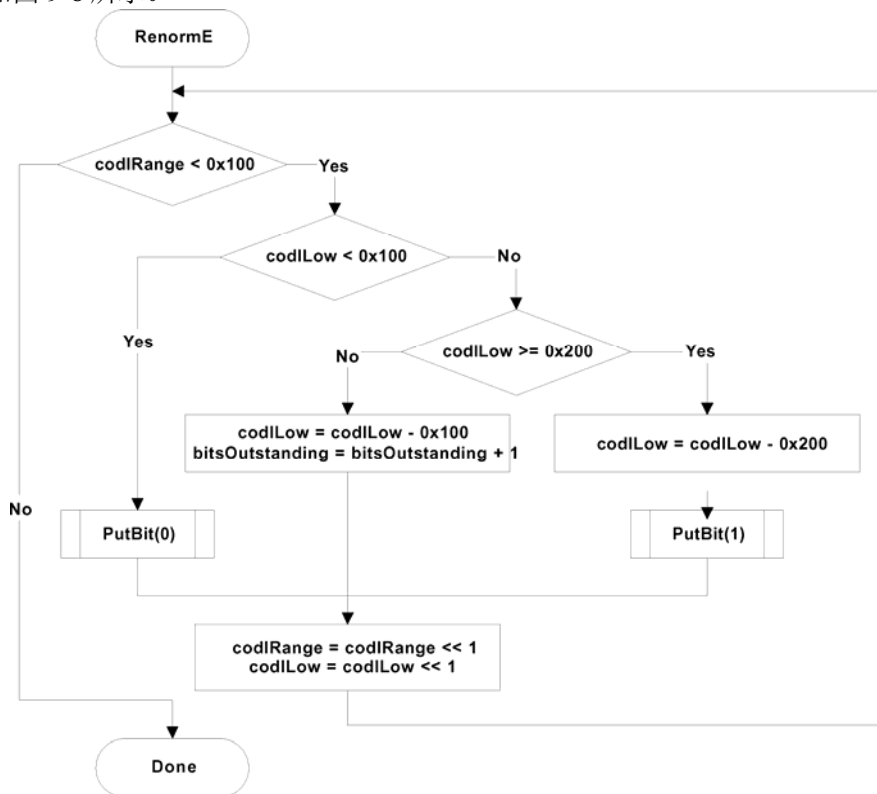 RenormE
codIRange < 0x100
Yes
codILow < 0x100
No
Yes
codILow >= 0x200
No
Yes
codILow = codILow - 0x100
bitsOutstanding = bitsOutstanding + 1
codILow = codILow - 0x200
No
PutBit(0)
PutBit(1)
codIRange = codIRange << 1
codILow = codILow << 1
Done